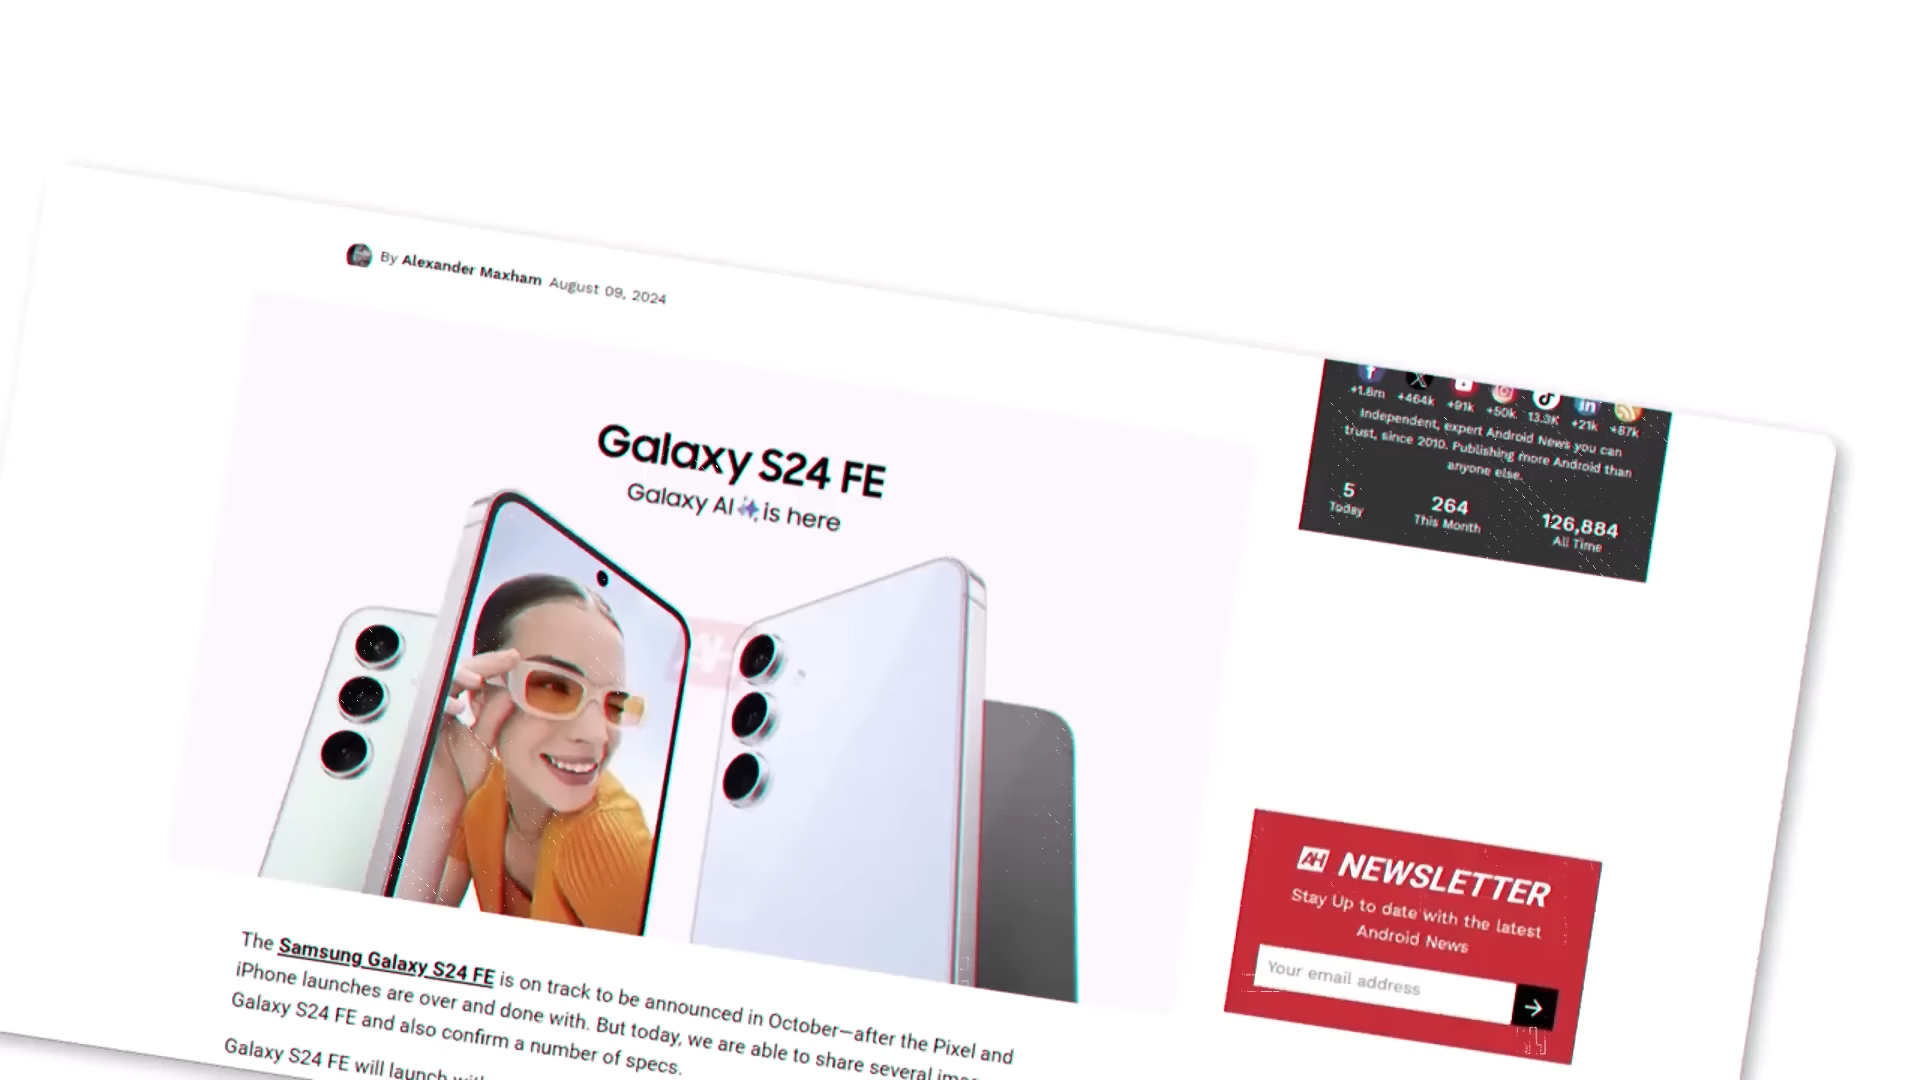 By Alexander Maxham August 09, 2024
Galaxy S24 FE
Galaxy AI is here
AH
The Samsung Galaxy S24 FE is on track to be announced in October—after the Pixel and
iPhone launches are over and done with. But today, we are able to share several
Galaxy S24 FE and also confirm a number of specs.
Galaxy S24 FE will launch
+1.8m +464k +91k +50k 13.3K +21k +87k
Independent, expert Android News you can
trust, since 2010. Publishing more Android than
anyone else.
5 264 126,884
Today This Month All Time
AH NEWSLETTER
Stay Up to date with the latest
Android News
Your email address